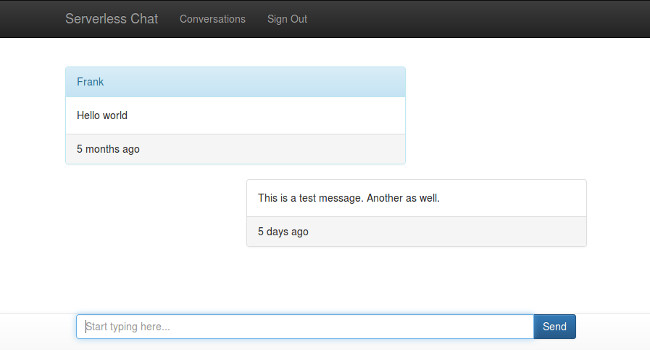 Serverless Chat Conversations Sign Out
Frank
Hello world
5 months ago
This is a test message. Another as well.
5 days ago
Start typing here... Send